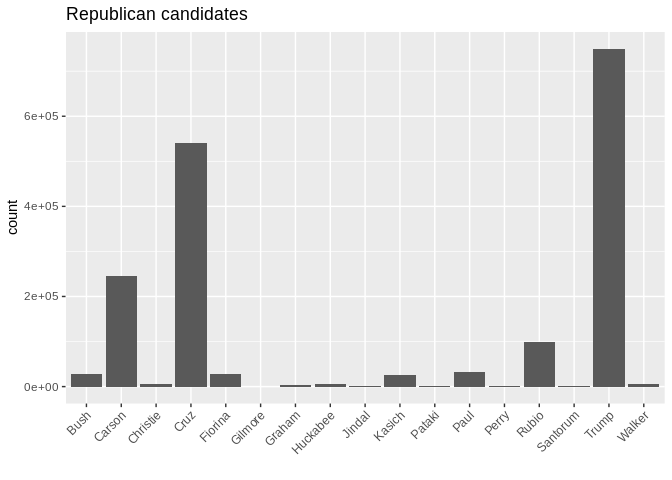 Republican candidates
count
6e+05
4e+05
2e+05
0e+00
Bush
Carson
Christie
Cruz
Fiorina
Gilmore
Graham
Huckabee
Jindal
Kasich
Pataki
Paul
Perry
Rubio
Santorum
Trump
Walker